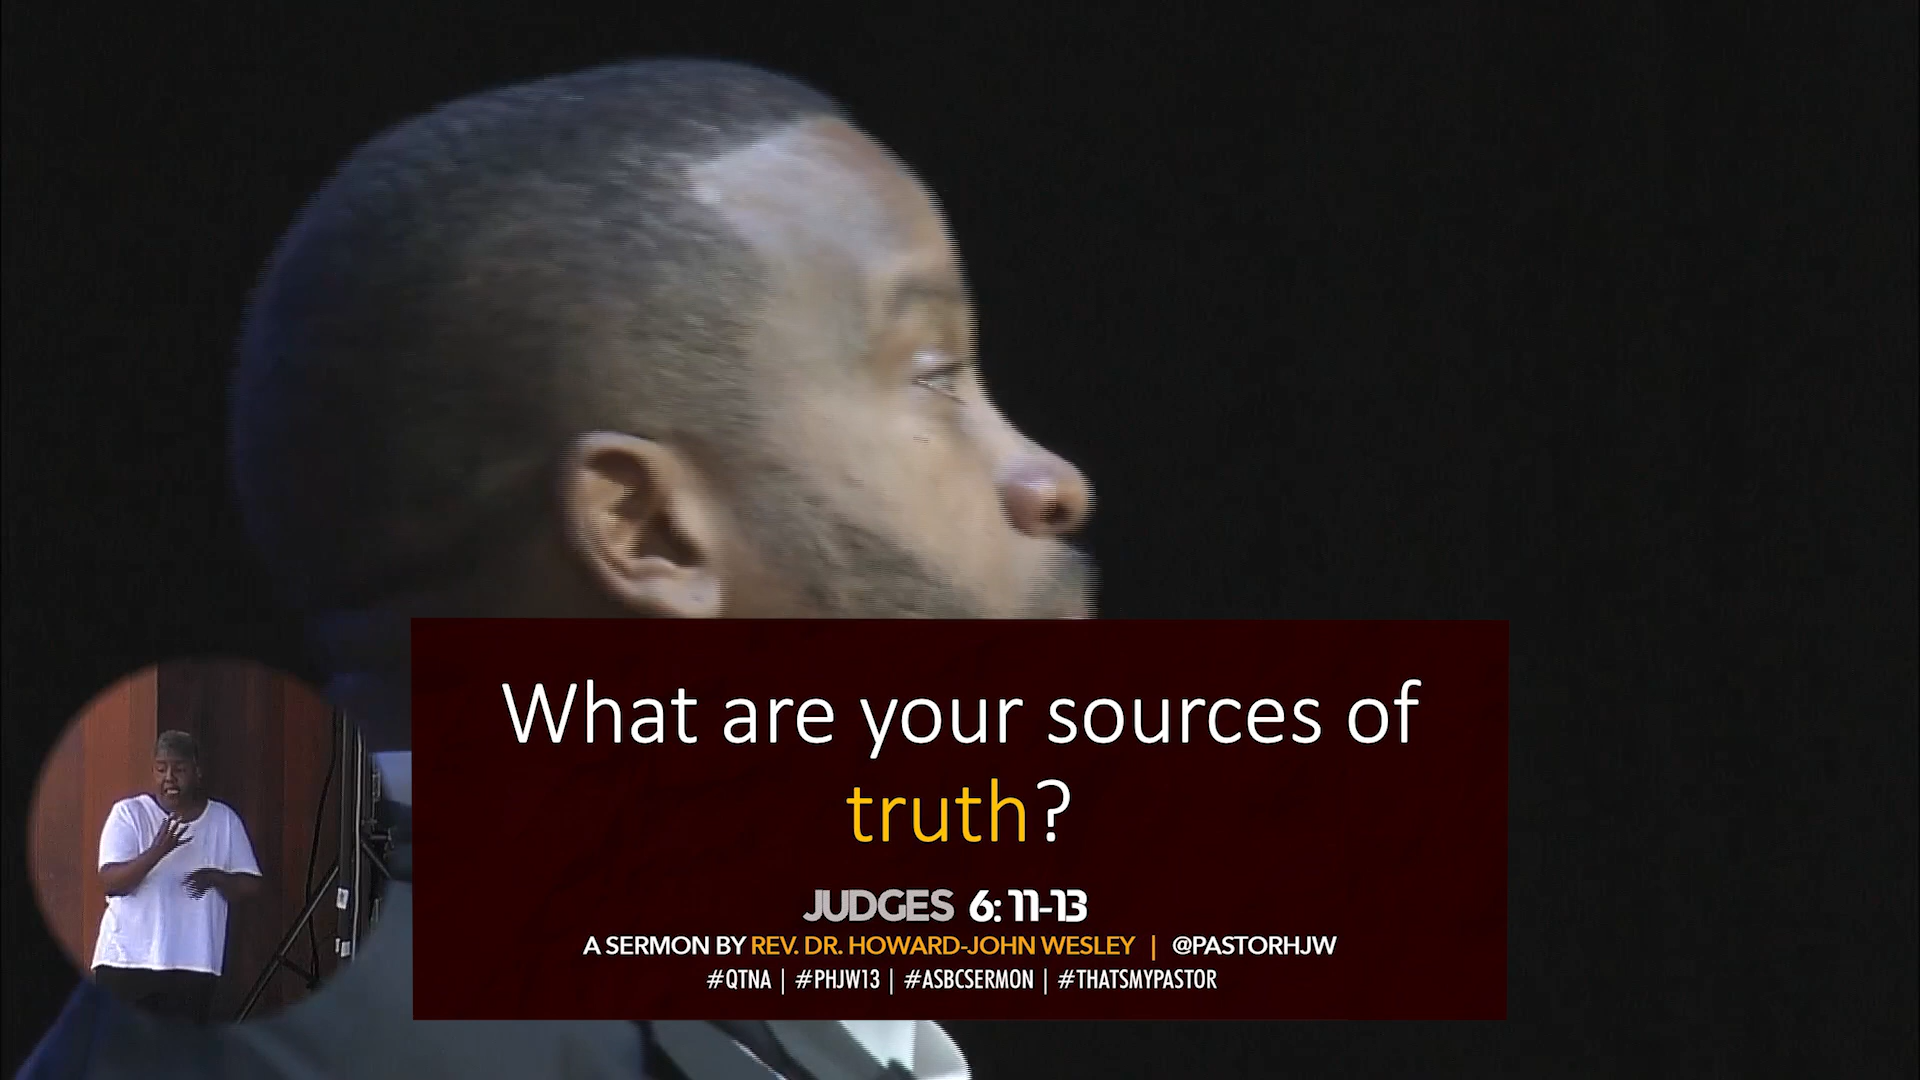 What are your sources of
truth?
JUDGES 6: 11-13
A SERMON BY REV. DR. HOWARD-JOHN WESLEY | @PASTORHJW
#QTNA | #PHJW13 | #ASBCSERMON | #THATSMYPASTOR